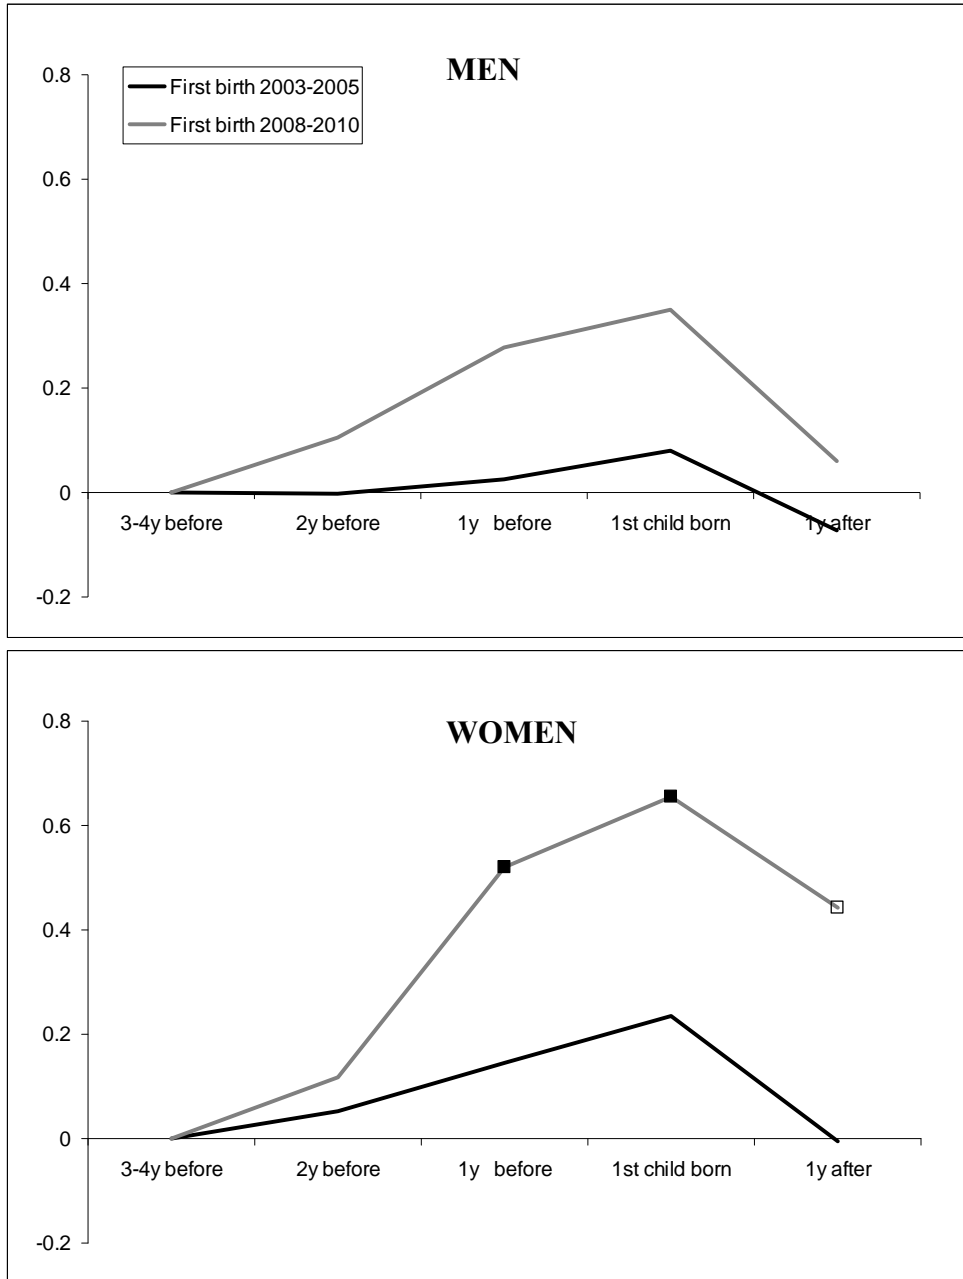 MEN
0.8
First birth 2003-2005
First birth 2008-2010
0.6
0.4
0.2
0
3-4y before 2y before 1y before 1st child born 1y after
-0.2
WOMEN
0.8
0.6
0.4
0.2
0
3-4y before 2y before 1y before 1st child born 1y after
-0.2